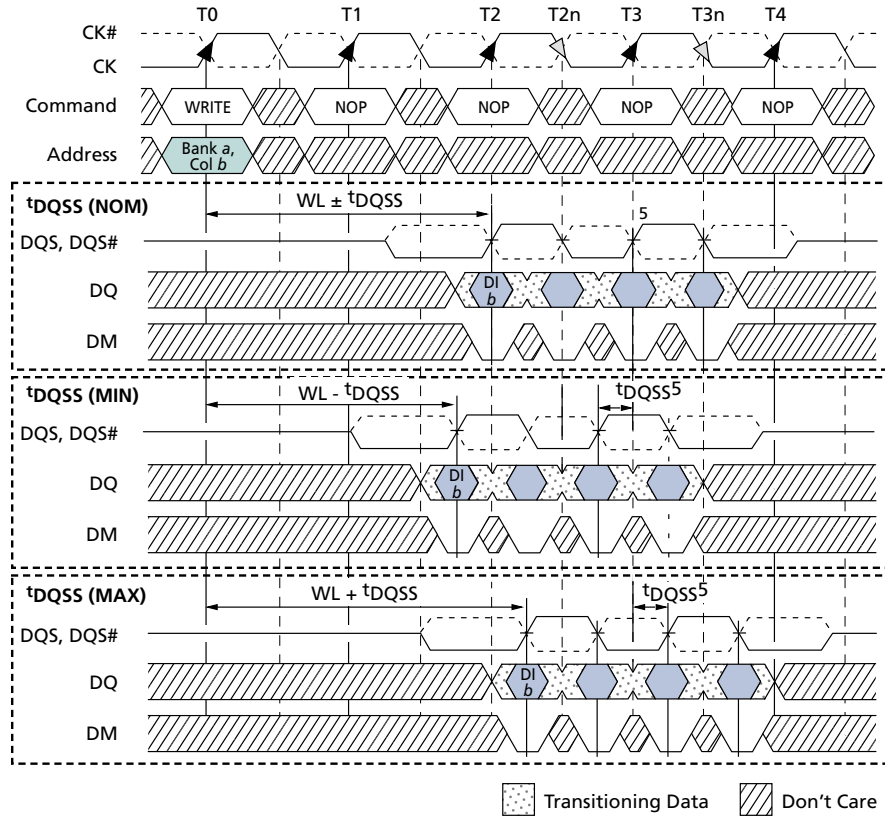 T0 T1 T2 T2n T3 T3n T4
CK#
CK
Command WRITE NOP NOP NOP NOP
Address Bank a,
Col b
tDQSS (NOM) WL ± tDQSS
5
DQS, DQS#
DQ DI
b
DM
tDQSS (MIN) WL - tDQSS tDQSS5
DQS, DQS#
DQ DI
b
DM
tDQSS (MAX) WL + tDQSS tDQSS5
DQS, DQS#
DQ DI
b
DM
Transitioning Data Don't Care